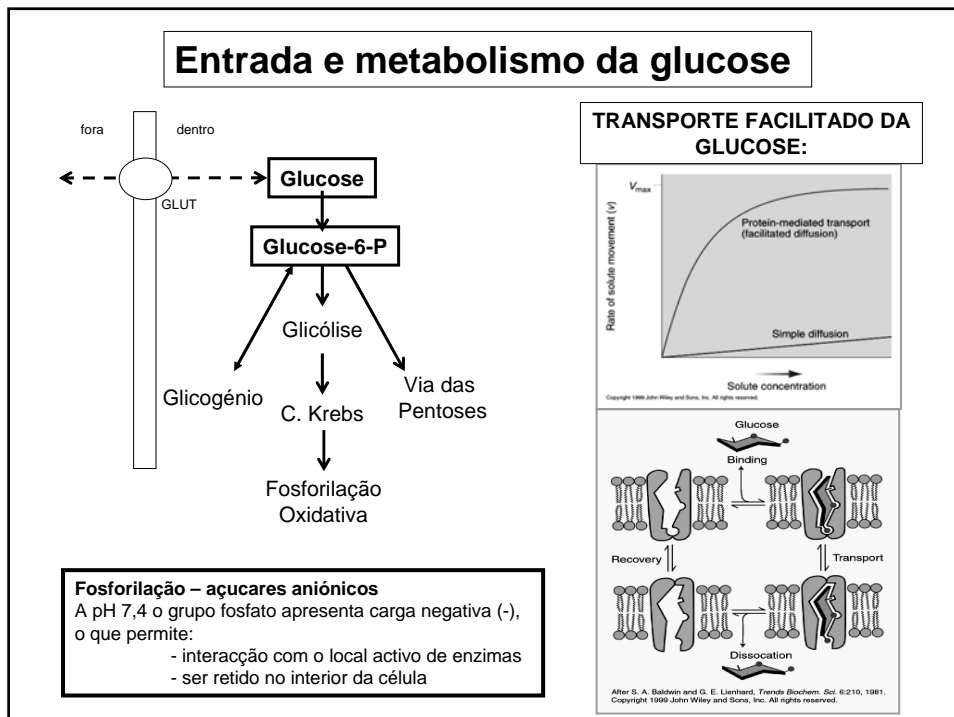 Entrada e metabolismo da glucose
fora
dentro
GLUT
Glucose
Glucose-6-P
Glicólise
Glicogénio
C. Krebs
Via das
Pentoses
Fosforilação
Oxidativa
Fosforilação – açucares aniónicos
A pH 7,4 o grupo fosfato apresenta carga negativa (-),
o que permite:
- interacção com o local activo de enzimas
- ser retido no interior da célula
TRANSPORTE FACILITADO DA
GLUCOSE:
Vmax
Rate of solute movement (v)
Protein-mediated transport
(facilitated diffusion)
Simple diffusion
Solute concentration
Copyright 1999 John Wiley and Sons, Inc. All rights reserved.
Glucose
Binding
Recovery
Transport
Dissocation
After S. A. Baldwin and G. E. Lienhard, Trends Biochem. Sci. 6:210, 1981.
Copyright 1999 John Wiley and Sons, Inc. All rights reserved.